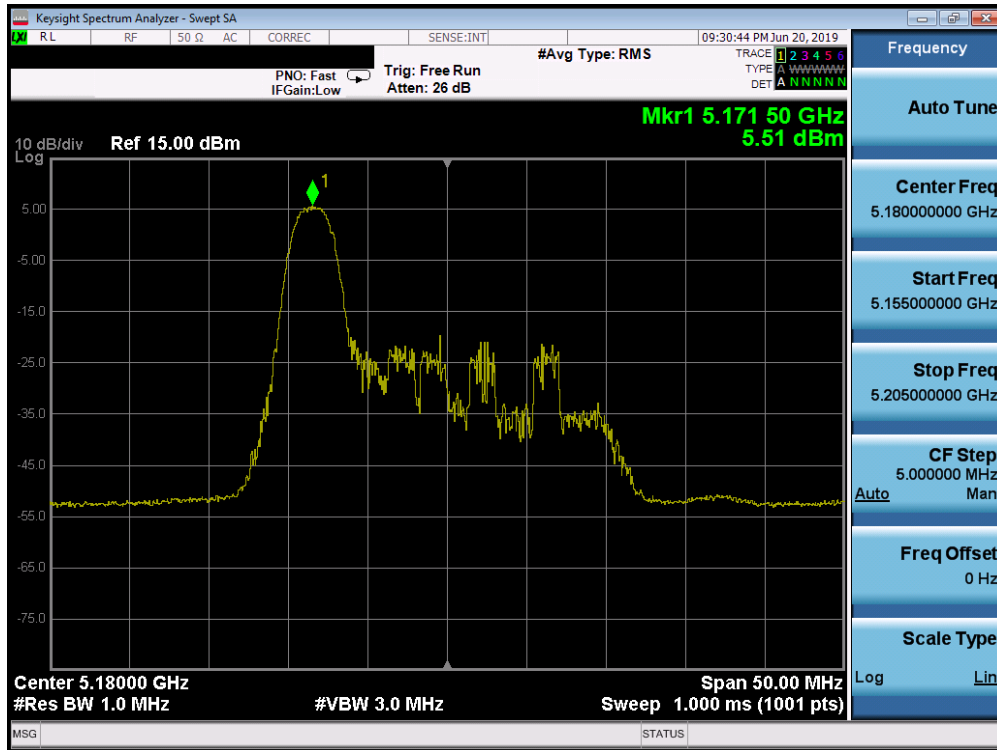 Keysight Spectrum Analyzer - Swept SA
LXI RL RF 50 Ω AC CORREC SENSE:INT 09:30:44 PM Jun 20, 2019
#Avg Type: RMS TRACE 1 2 3 4 5 6
PNO: Fast Trig: Free Run TYPE A WWWWW
IFGain:Low Atten: 26 dB DET A N N N N N
Mkr1 5.171 50 GHz
5.51 dBm
10 dB/div Ref 15.00 dBm
Log
1
5.00
-5.00
-15.0
-25.0
-35.0
-45.0
-55.0
-65.0
-75.0
Center 5.18000 GHz Span 50.00 MHz
#Res BW 1.0 MHz #VBW 3.0 MHz Sweep 1.000 ms (1001 pts)
MSG STATUS
Frequency
Auto Tune
Center Freq
5.180000000 GHz
Start Freq
5.155000000 GHz
Stop Freq
5.205000000 GHz
CF Step
5.000000 MHz
Auto Man
Freq Offset
0 Hz
Scale Type
Log Lin